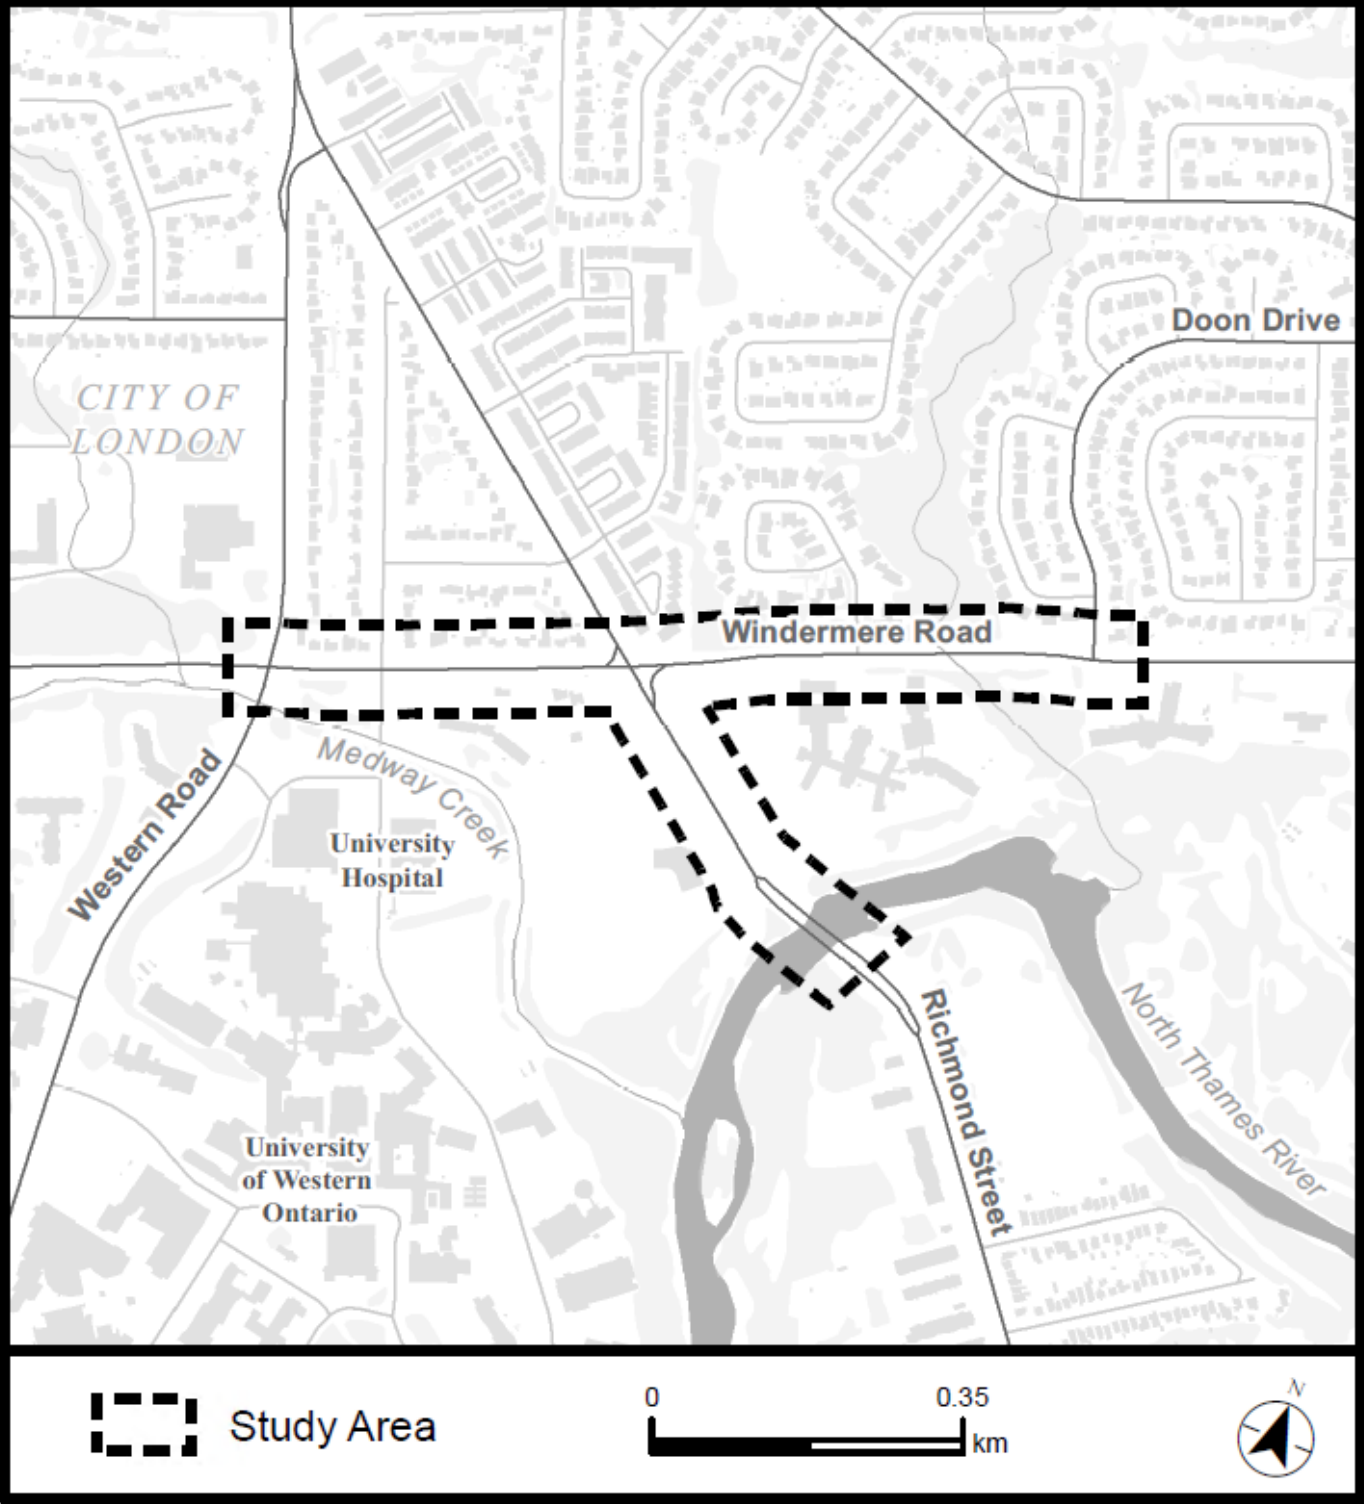 Doon Drive
CITY OF
LONDON
Windermere Road
Medway Creek
Western Road
University
Hospital
Richmond Street
North Thames River
University
of Western
Ontario
Study Area
0
0.35
km
N